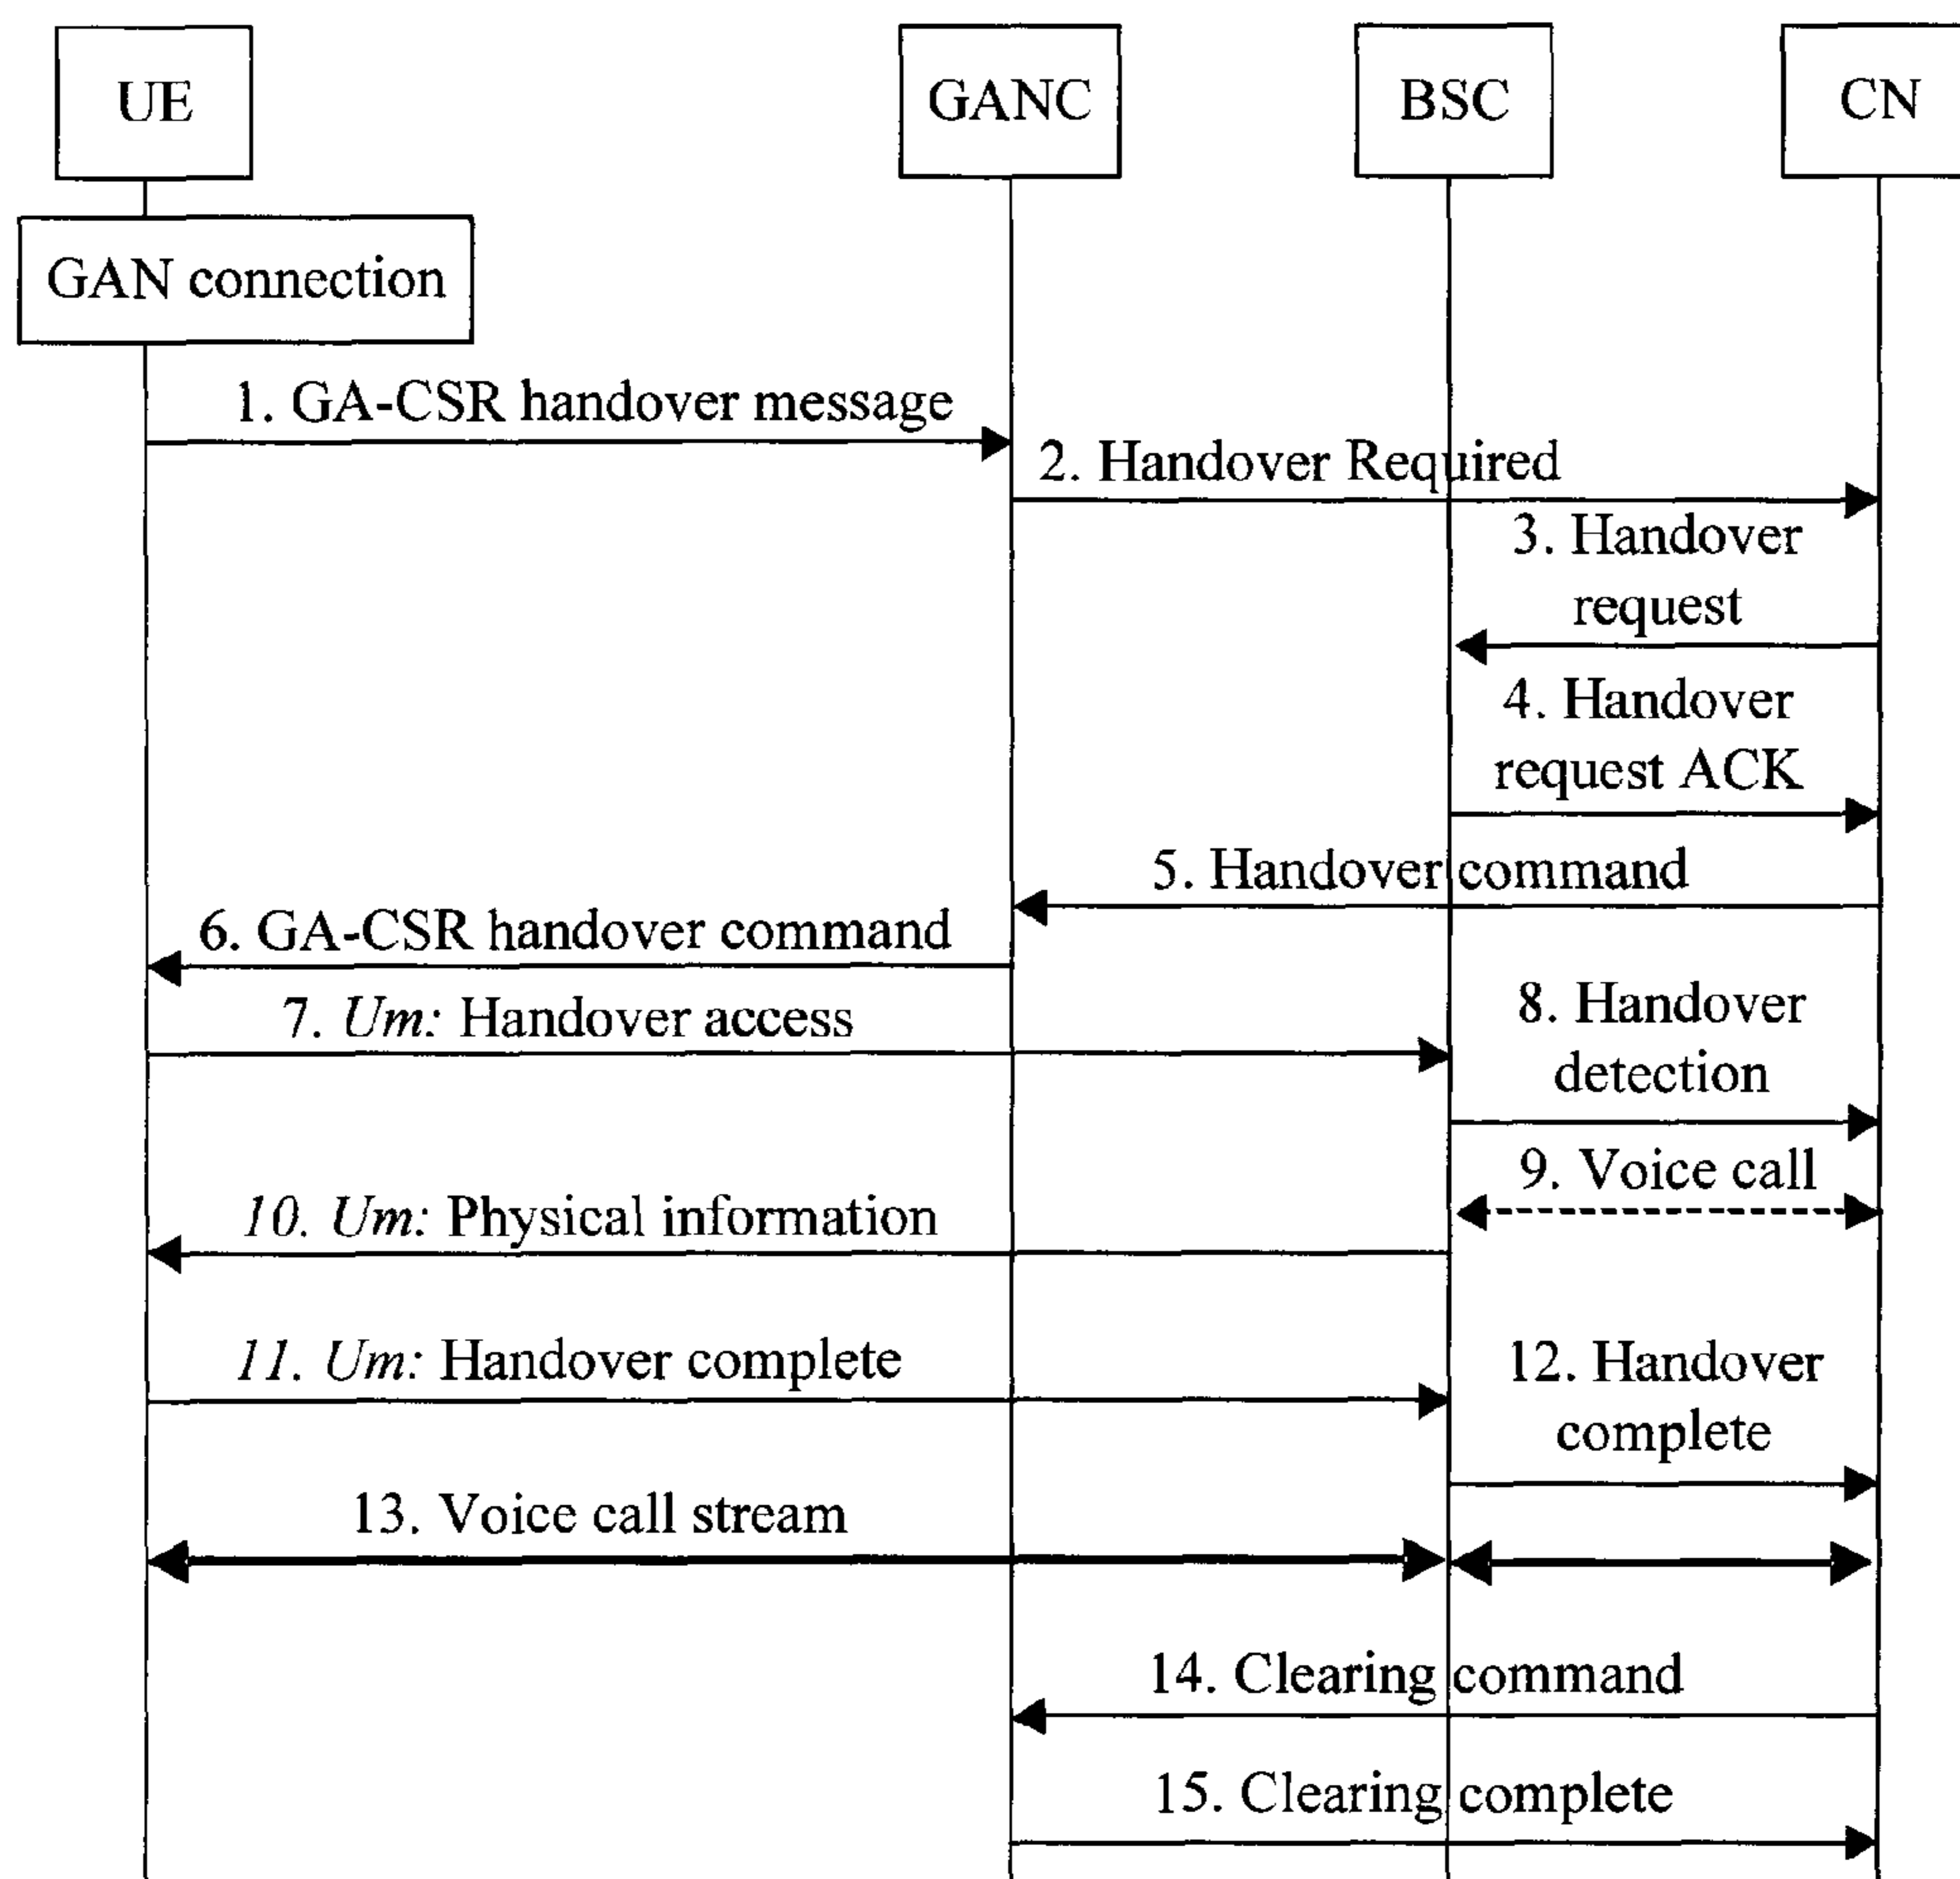 UE
GANC
BSC
CN
GAN connection
1. GA-CSR handover message
2. Handover Required
3. Handover
request
4. Handover
request ACK
5. Handover command
6. GA-CSR handover command
7. Um: Handover access
8. Handover
detection
9. Voice call
10. Um: Physical information
11. Um: Handover complete
12. Handover
complete
13. Voice call stream
14. Clearing command
15. Clearing complete